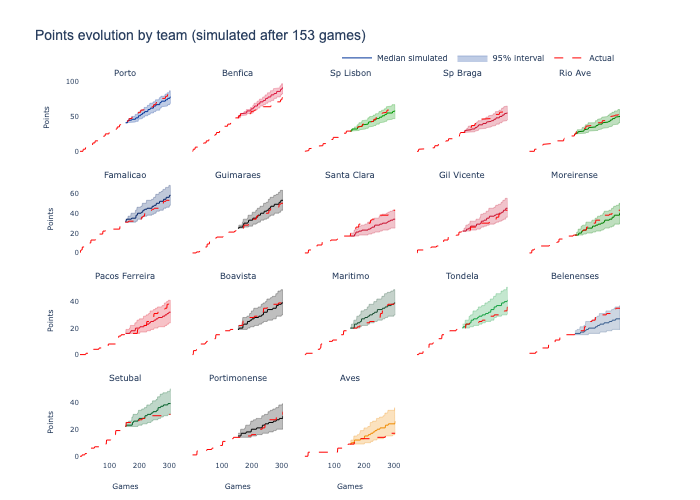 Points evolution by team (simulated after 153 games)
Median simulated 95% interval Actual
Porto Benfica Sp Lisbon Sp Braga Rio Ave
100
50
0
Points
Famalicao Guimaraes Santa Clara Gil Vicente Moreirense
60
40
20
0
Points
Pacos Ferreira Boavista Maritimo Tondela Belenenses
40
20
0
Points
Setubal Portimonense Aves
40
20
0
Points
100 200 300 100 200 300 100 200 300
Games Games Games